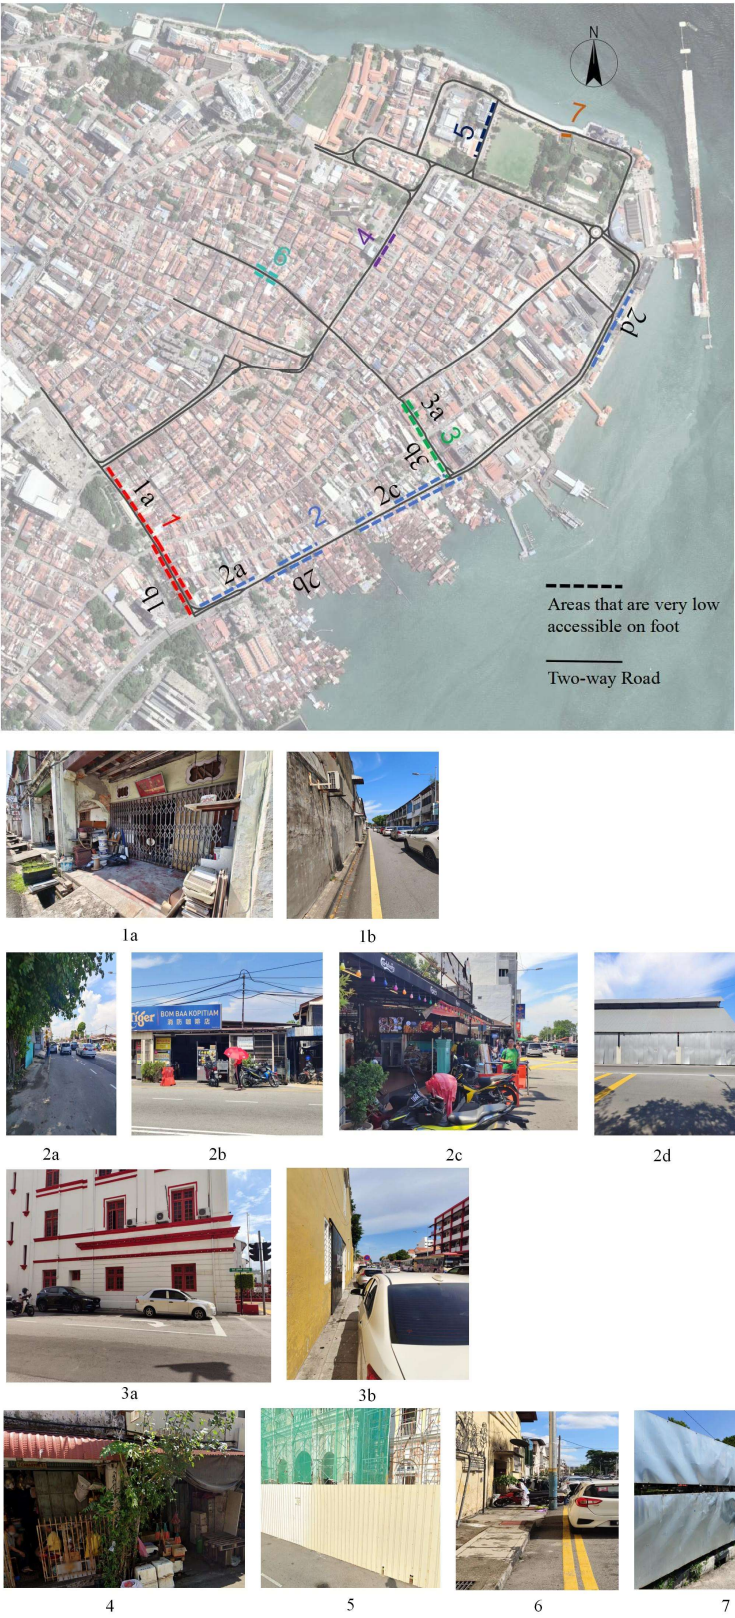 N
7
5
4
6
2d
3a
3
3b
2c
1a
1
2
2a
2b
1b
Areas that are very low
accessible on foot
Two-way Road
1a
1b
Tiger
BOM BAA KOPITIAM
2a
2b
2c
2d
3a
3b
4
5
6
7